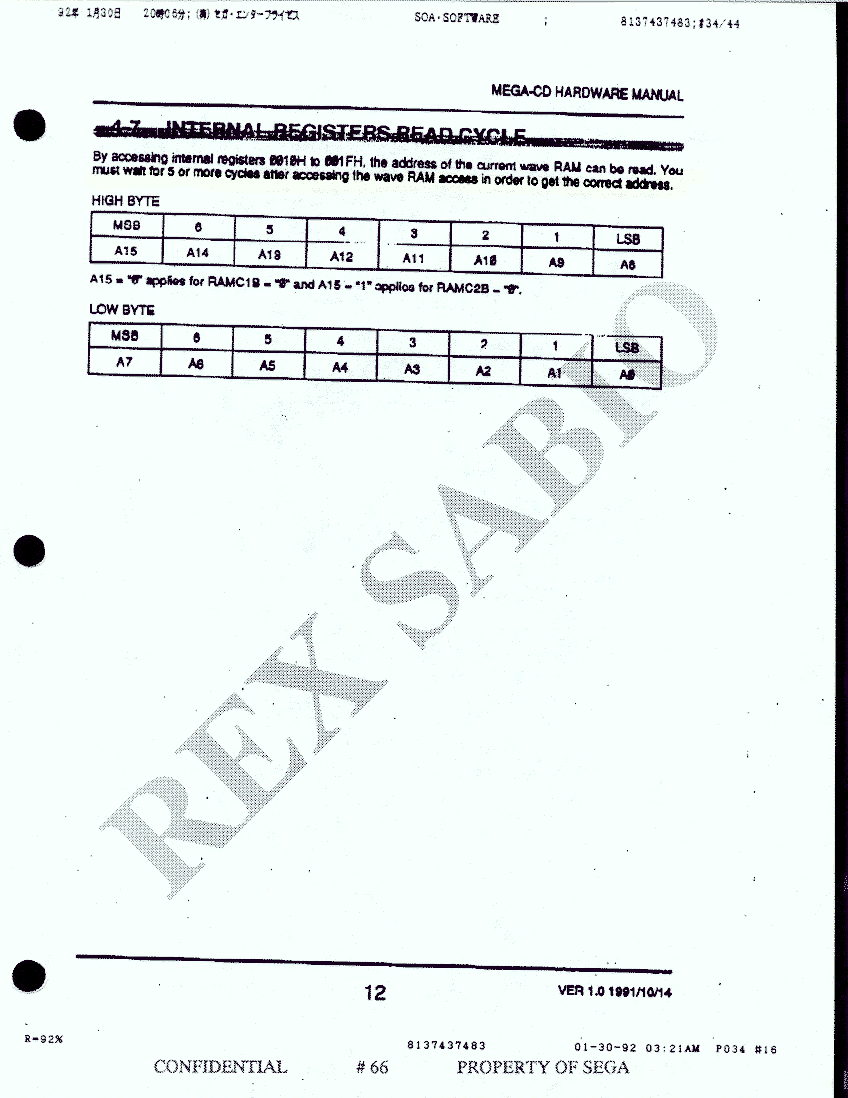 92年 1月30日 20時06分; (株)セガ・エンタープライゼス SOA·SOFTWARE ; 8137437483;#34/44
MEGA-CD HARDWARE MANUAL
4-7 INTERNAL REGISTERS READ CYCLE
By accessing internal registers 0010H to 001FH, the address of the current wave RAM can be read. You
must wait for 5 or more cycles after accessing the wave RAM access in order to get the correct address.
HIGH BYTE
MSB 6 5 4 3 2 1 LSB
A15 A14 A13 A12 A11 A10 A9 A8
A15 = "0" applies for RAMC1B = "0" and A15 = "1" applies for RAMC2B = "0".
LOW BYTE
MSB 6 5 4 3 2 1 LSB
A7 A6 A5 A4 A3 A2 A1 A0
REX SABIO
12 VER 1.0 1991/10/14
R=92% 8137437483 01-30-92 03:21AM P034 #16
CONFIDENTIAL # 66 PROPERTY OF SEGA